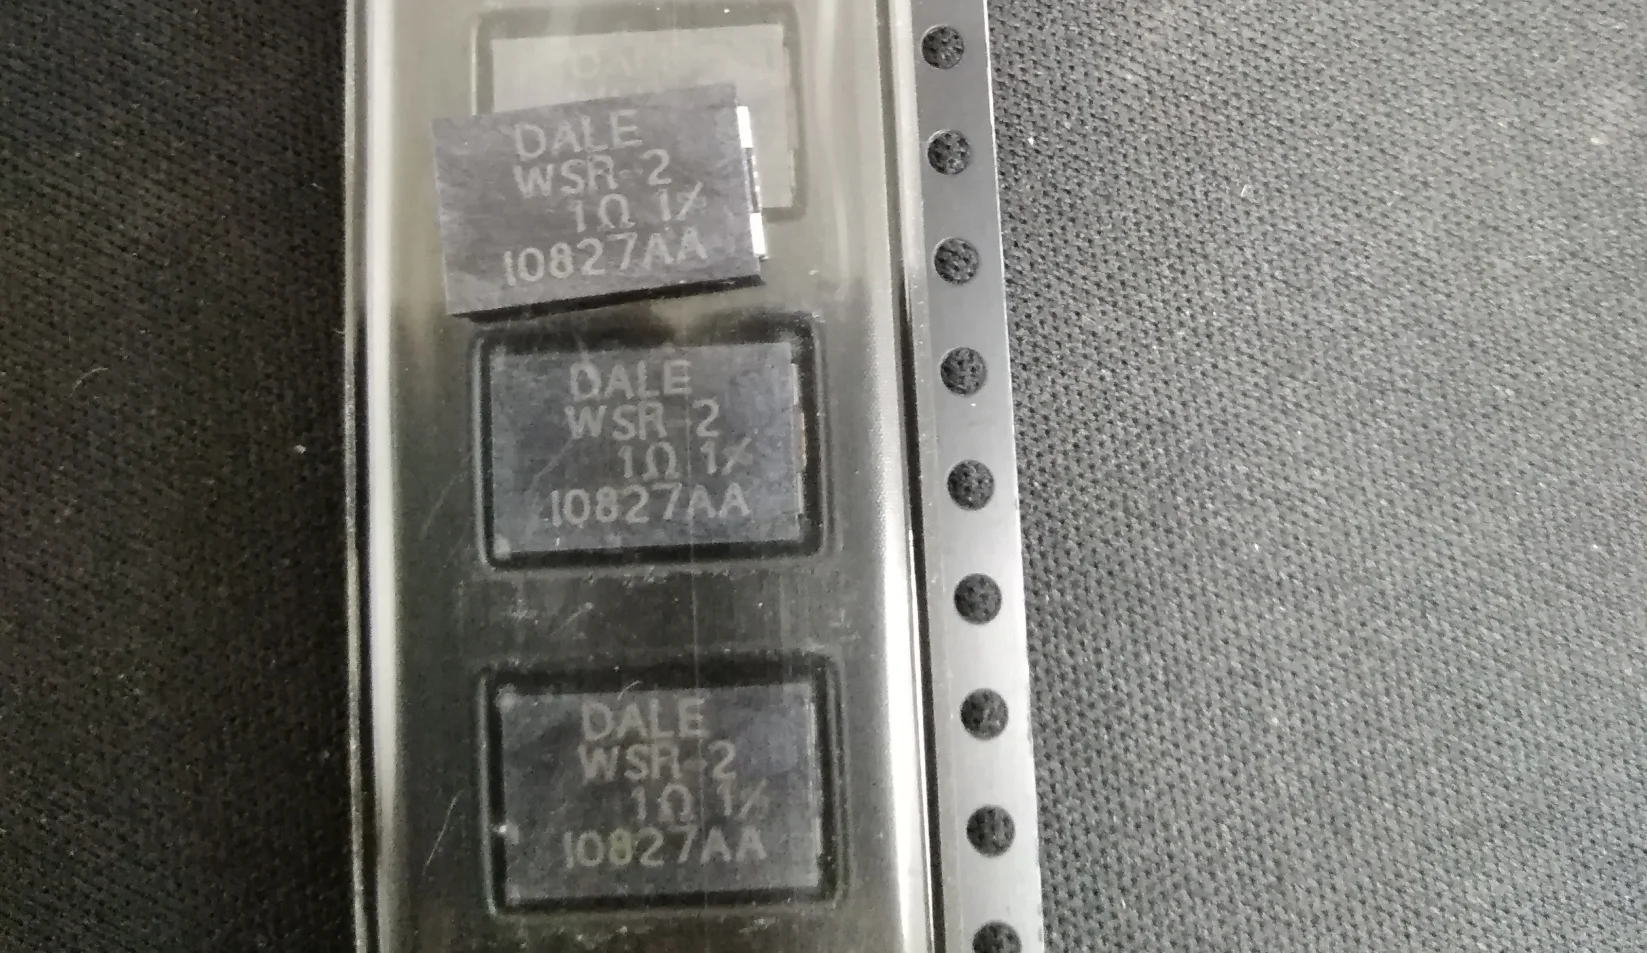 DALE
WSR-2
1Ω 1%
10827AA
DALE
WSR-2
1Ω 1%
10827AA
DALE
WSR-2
1Ω 1%
10827AA